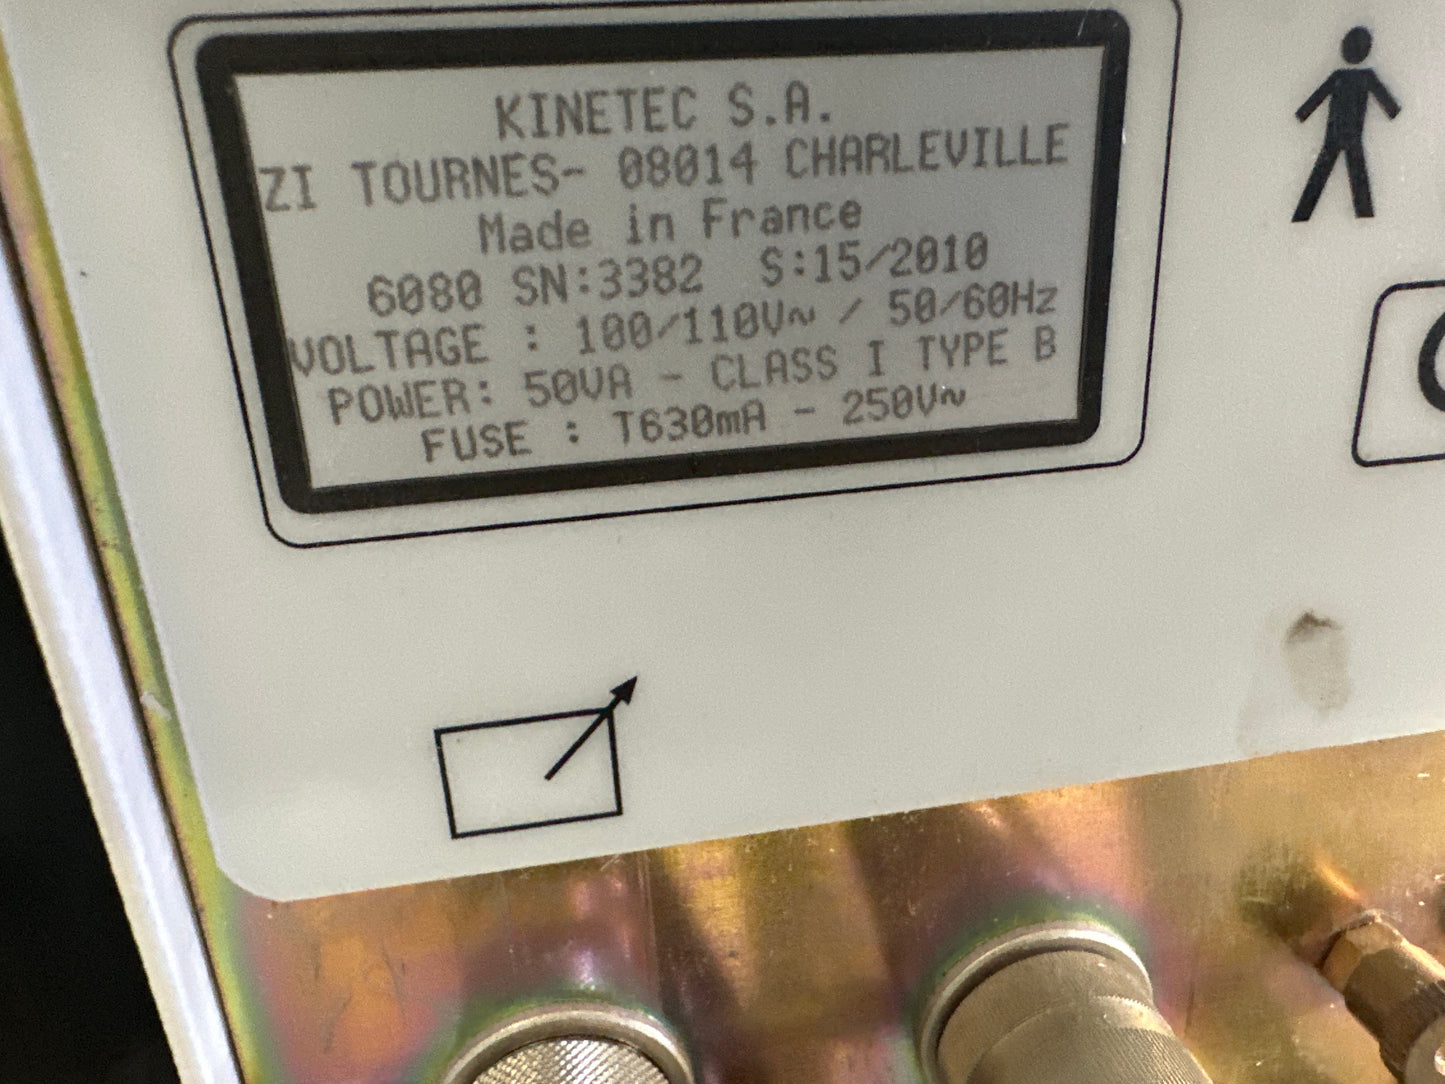 KINETEC S.A.
ZI TOURNES- 08014 CHARLEVILLE
Made in France
6080 SN:3382 S:15/2010
VOLTAGE : 100/110V~ / 50/60Hz
POWER: 50VA - CLASS I TYPE B
FUSE : T630mA - 250V~